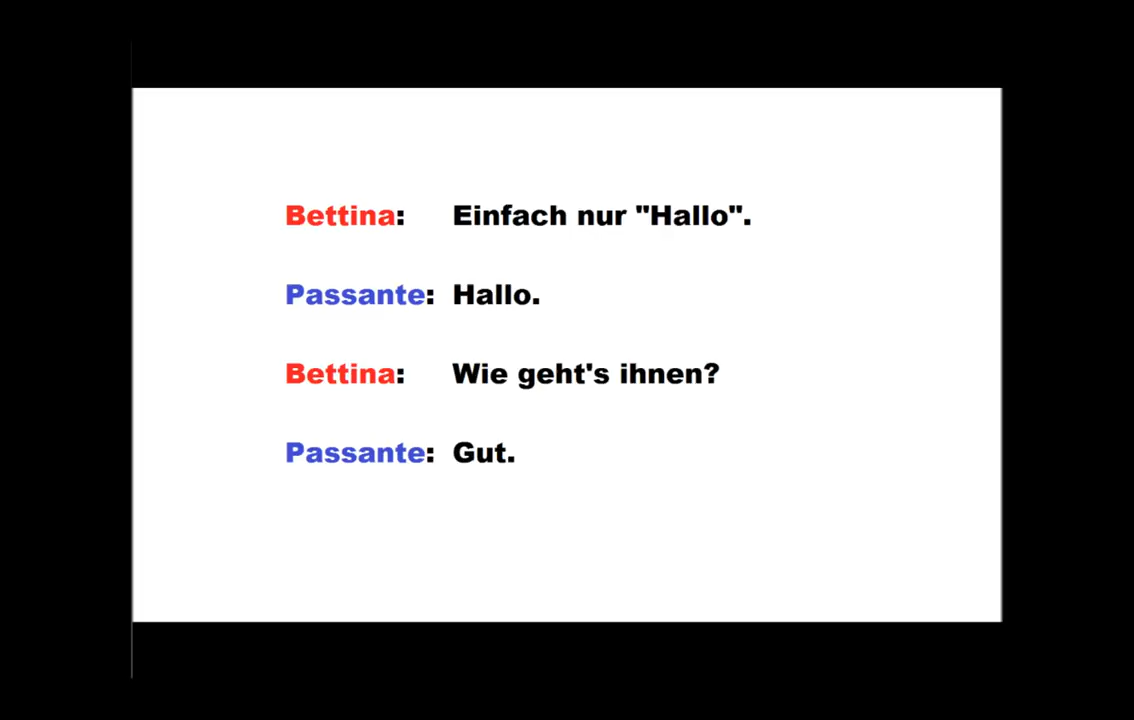 Bettina: Einfach nur "Hallo".
Passante: Hallo.
Bettina: Wie geht's ihnen?
Passante: Gut.